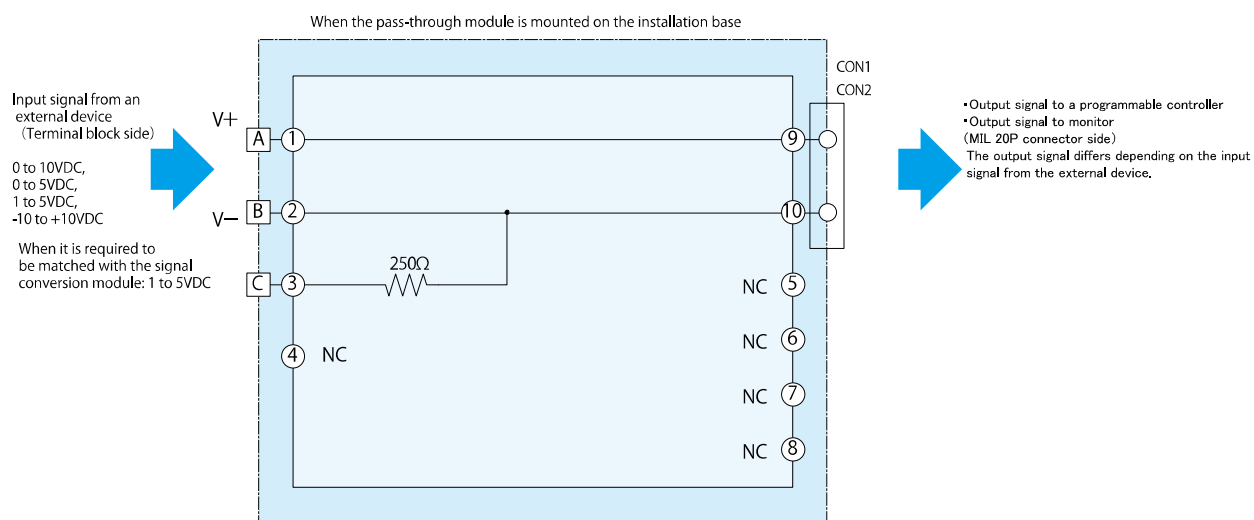 When the pass-through module is mounted on the installation base
CON1
CON2
Input signal from an
external device
(Terminal block side)
0 to 10VDC,
0 to 5VDC,
1 to 5VDC,
-10 to +10VDC
When it is required to
be matched with the signal
conversion module: 1 to 5VDC
V+
A 1
9
V−
B 2
10
C 3
250Ω
NC 5
4 NC
NC 6
NC 7
NC 8
・Output signal to a programmable controller
・Output signal to monitor
(MIL 20P connector side)
The output signal differs depending on the input
signal from the external device.